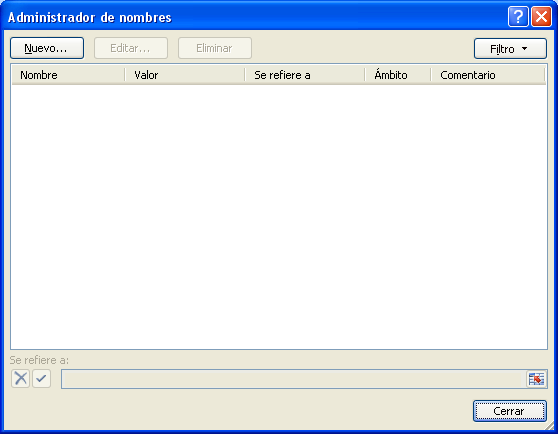 Administrador de nombres
Nuevo... Editar... Eliminar Filtro
Nombre Valor Se refiere a Ámbito Comentario
Se refiere a:
Cerrar